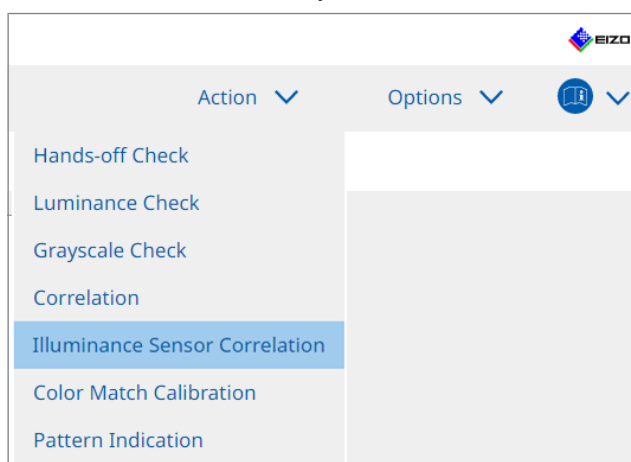 EIZO
Action Options
Hands-off Check
Luminance Check
Grayscale Check
Correlation
Illuminance Sensor Correlation
Color Match Calibration
Pattern Indication